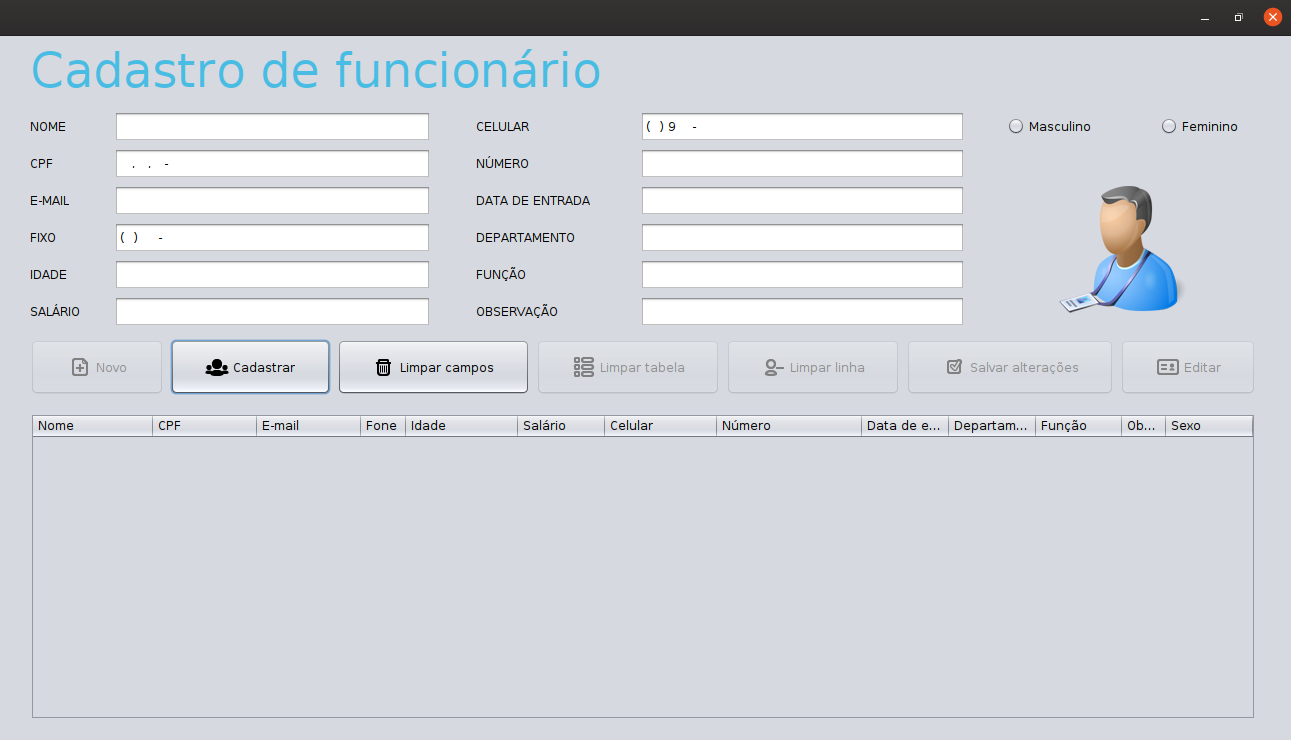 Cadastro de funcionário
NOME CELULAR ( ) 9 - Masculino Feminino
CPF . . - NÚMERO
E-MAIL DATA DE ENTRADA
FIXO ( ) - DEPARTAMENTO
IDADE FUNÇÃO
SALÁRIO OBSERVAÇÃO
Novo Cadastrar Limpar campos Limpar tabela Limpar linha Salvar alterações Editar
Nome CPF E-mail Fone Idade Salário Celular Número Data de e... Departam... Função Ob... Sexo